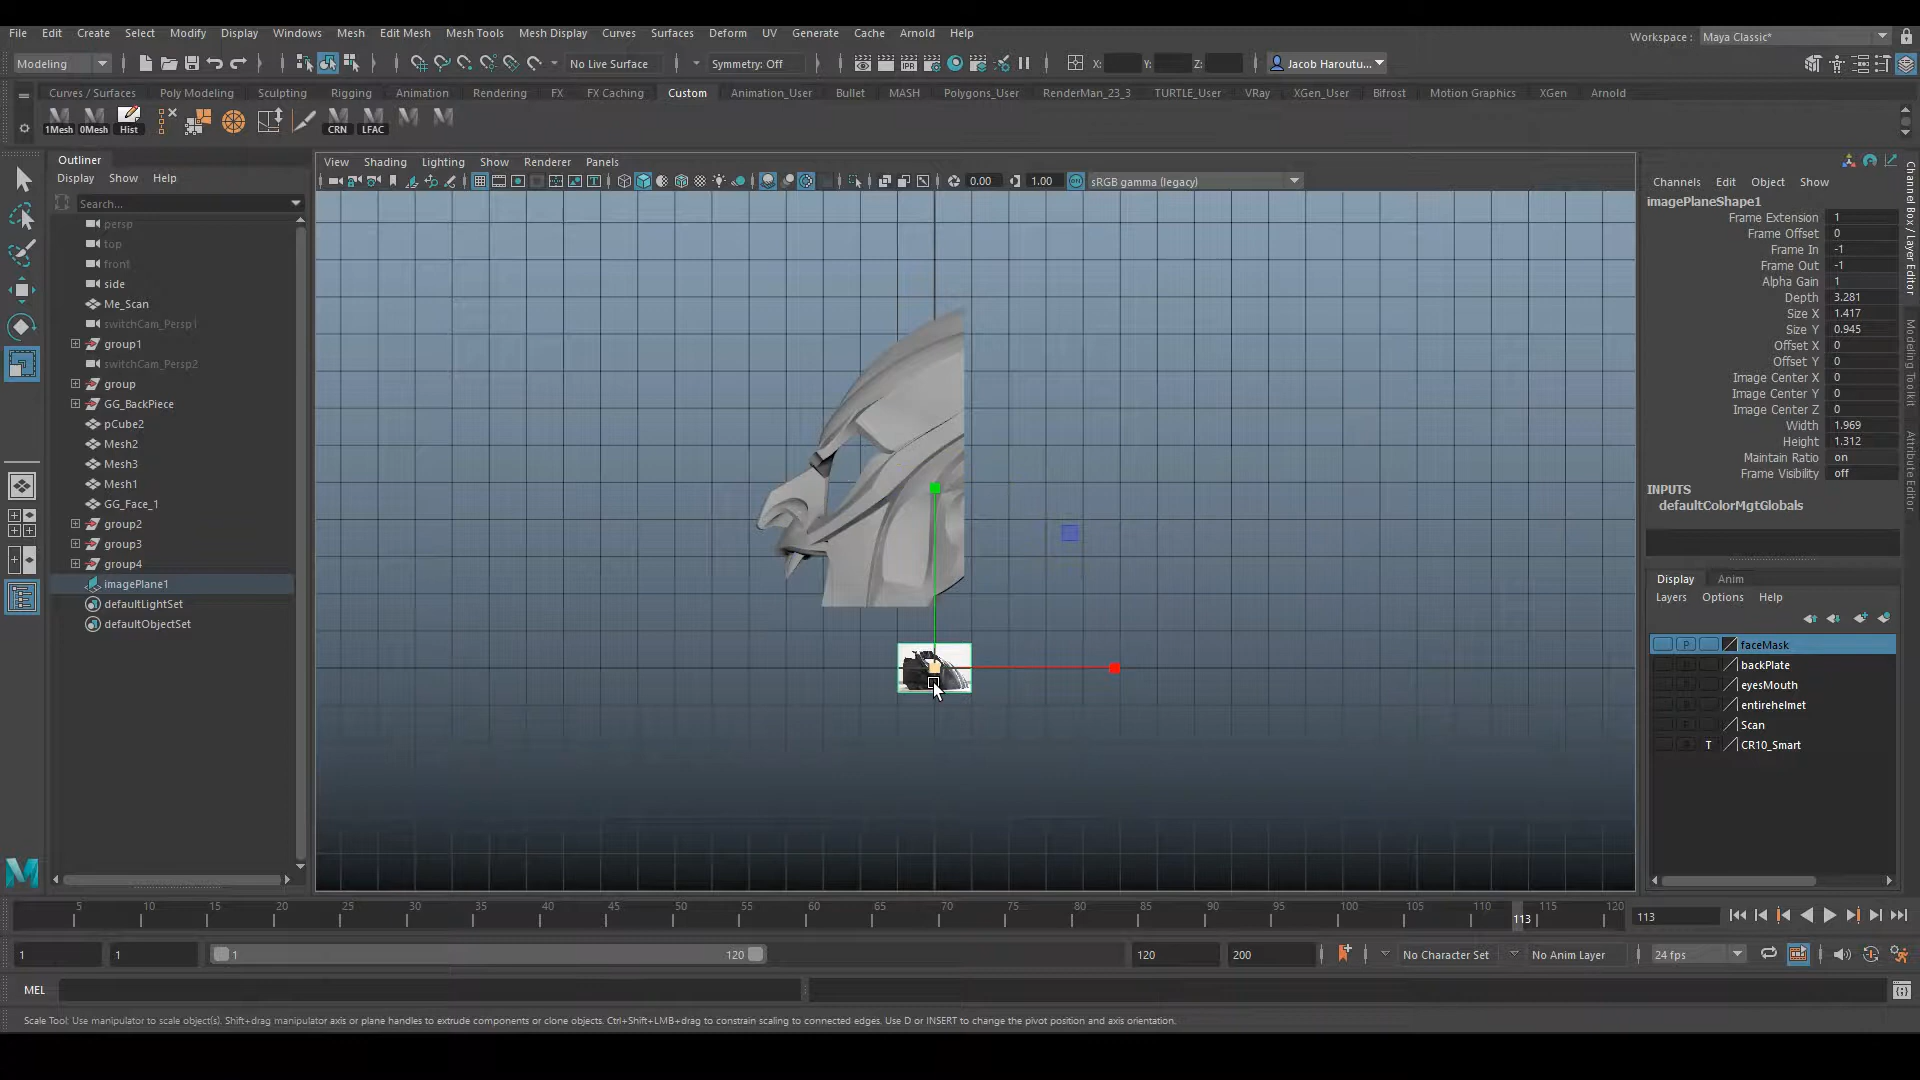 File Edit Create Select Modify Display Windows Mesh Edit Mesh Mesh Tools Mesh Display Curves Surfaces Deform UV Generate Cache Arnold Help
Workspace : Maya Classic*
Modeling No Live Surface Symmetry: Off X: Y: Z: Jacob Haroutu...
Curves / Surfaces Poly Modeling Sculpting Rigging Animation Rendering FX FX Caching Custom Animation_User Bullet MASH Polygons_User RenderMan_23_3 TURTLE_User VRay XGen_User Bifrost Motion Graphics XGen Arnold
1Mesh 0Mesh Hist CRN LFAC
Outliner
Display Show Help
Search...
persp
top
front
side
Me_Scan
switchCam_Persp1
group1
switchCam_Persp2
group
GG_BackPiece
pCube2
Mesh2
Mesh3
Mesh1
GG_Face_1
group2
group3
group4
imagePlane1
defaultLightSet
defaultObjectSet
View Shading Lighting Show Renderer Panels
0.00 1.00 sRGB gamma (legacy)
Channels Edit Object Show
imagePlaneShape1
Frame Extension 1
Frame Offset 0
Frame In -1
Frame Out -1
Alpha Gain 1
Depth 3.281
Size X 1.417
Size Y 0.945
Offset X 0
Offset Y 0
Image Center X 0
Image Center Y 0
Image Center Z 0
Width 1.969
Height 1.312
Maintain Ratio on
Frame Visibility off
INPUTS
defaultColorMgtGlobals
Display Anim
Layers Options Help
faceMask
backPlate
eyesMouth
entirehelmet
Scan
T CR10_Smart
Channel Box / Layer Editor
Modeling Toolkit
Attribute Editor
5 10 15 20 25 30 35 40 45 50 55 60 65 70 75 80 85 90 95 100 105 110 113 115 120
113
1 1 1 120 120 200 No Character Set No Anim Layer 24 fps
MEL
Scale Tool: Use manipulator to scale object(s). Shift+drag manipulator axis or plane handles to extrude components or clone objects. Ctrl+Shift+LMB+drag to constrain scaling to connected edges. Use D or INSERT to change the pivot position and axis orientation.